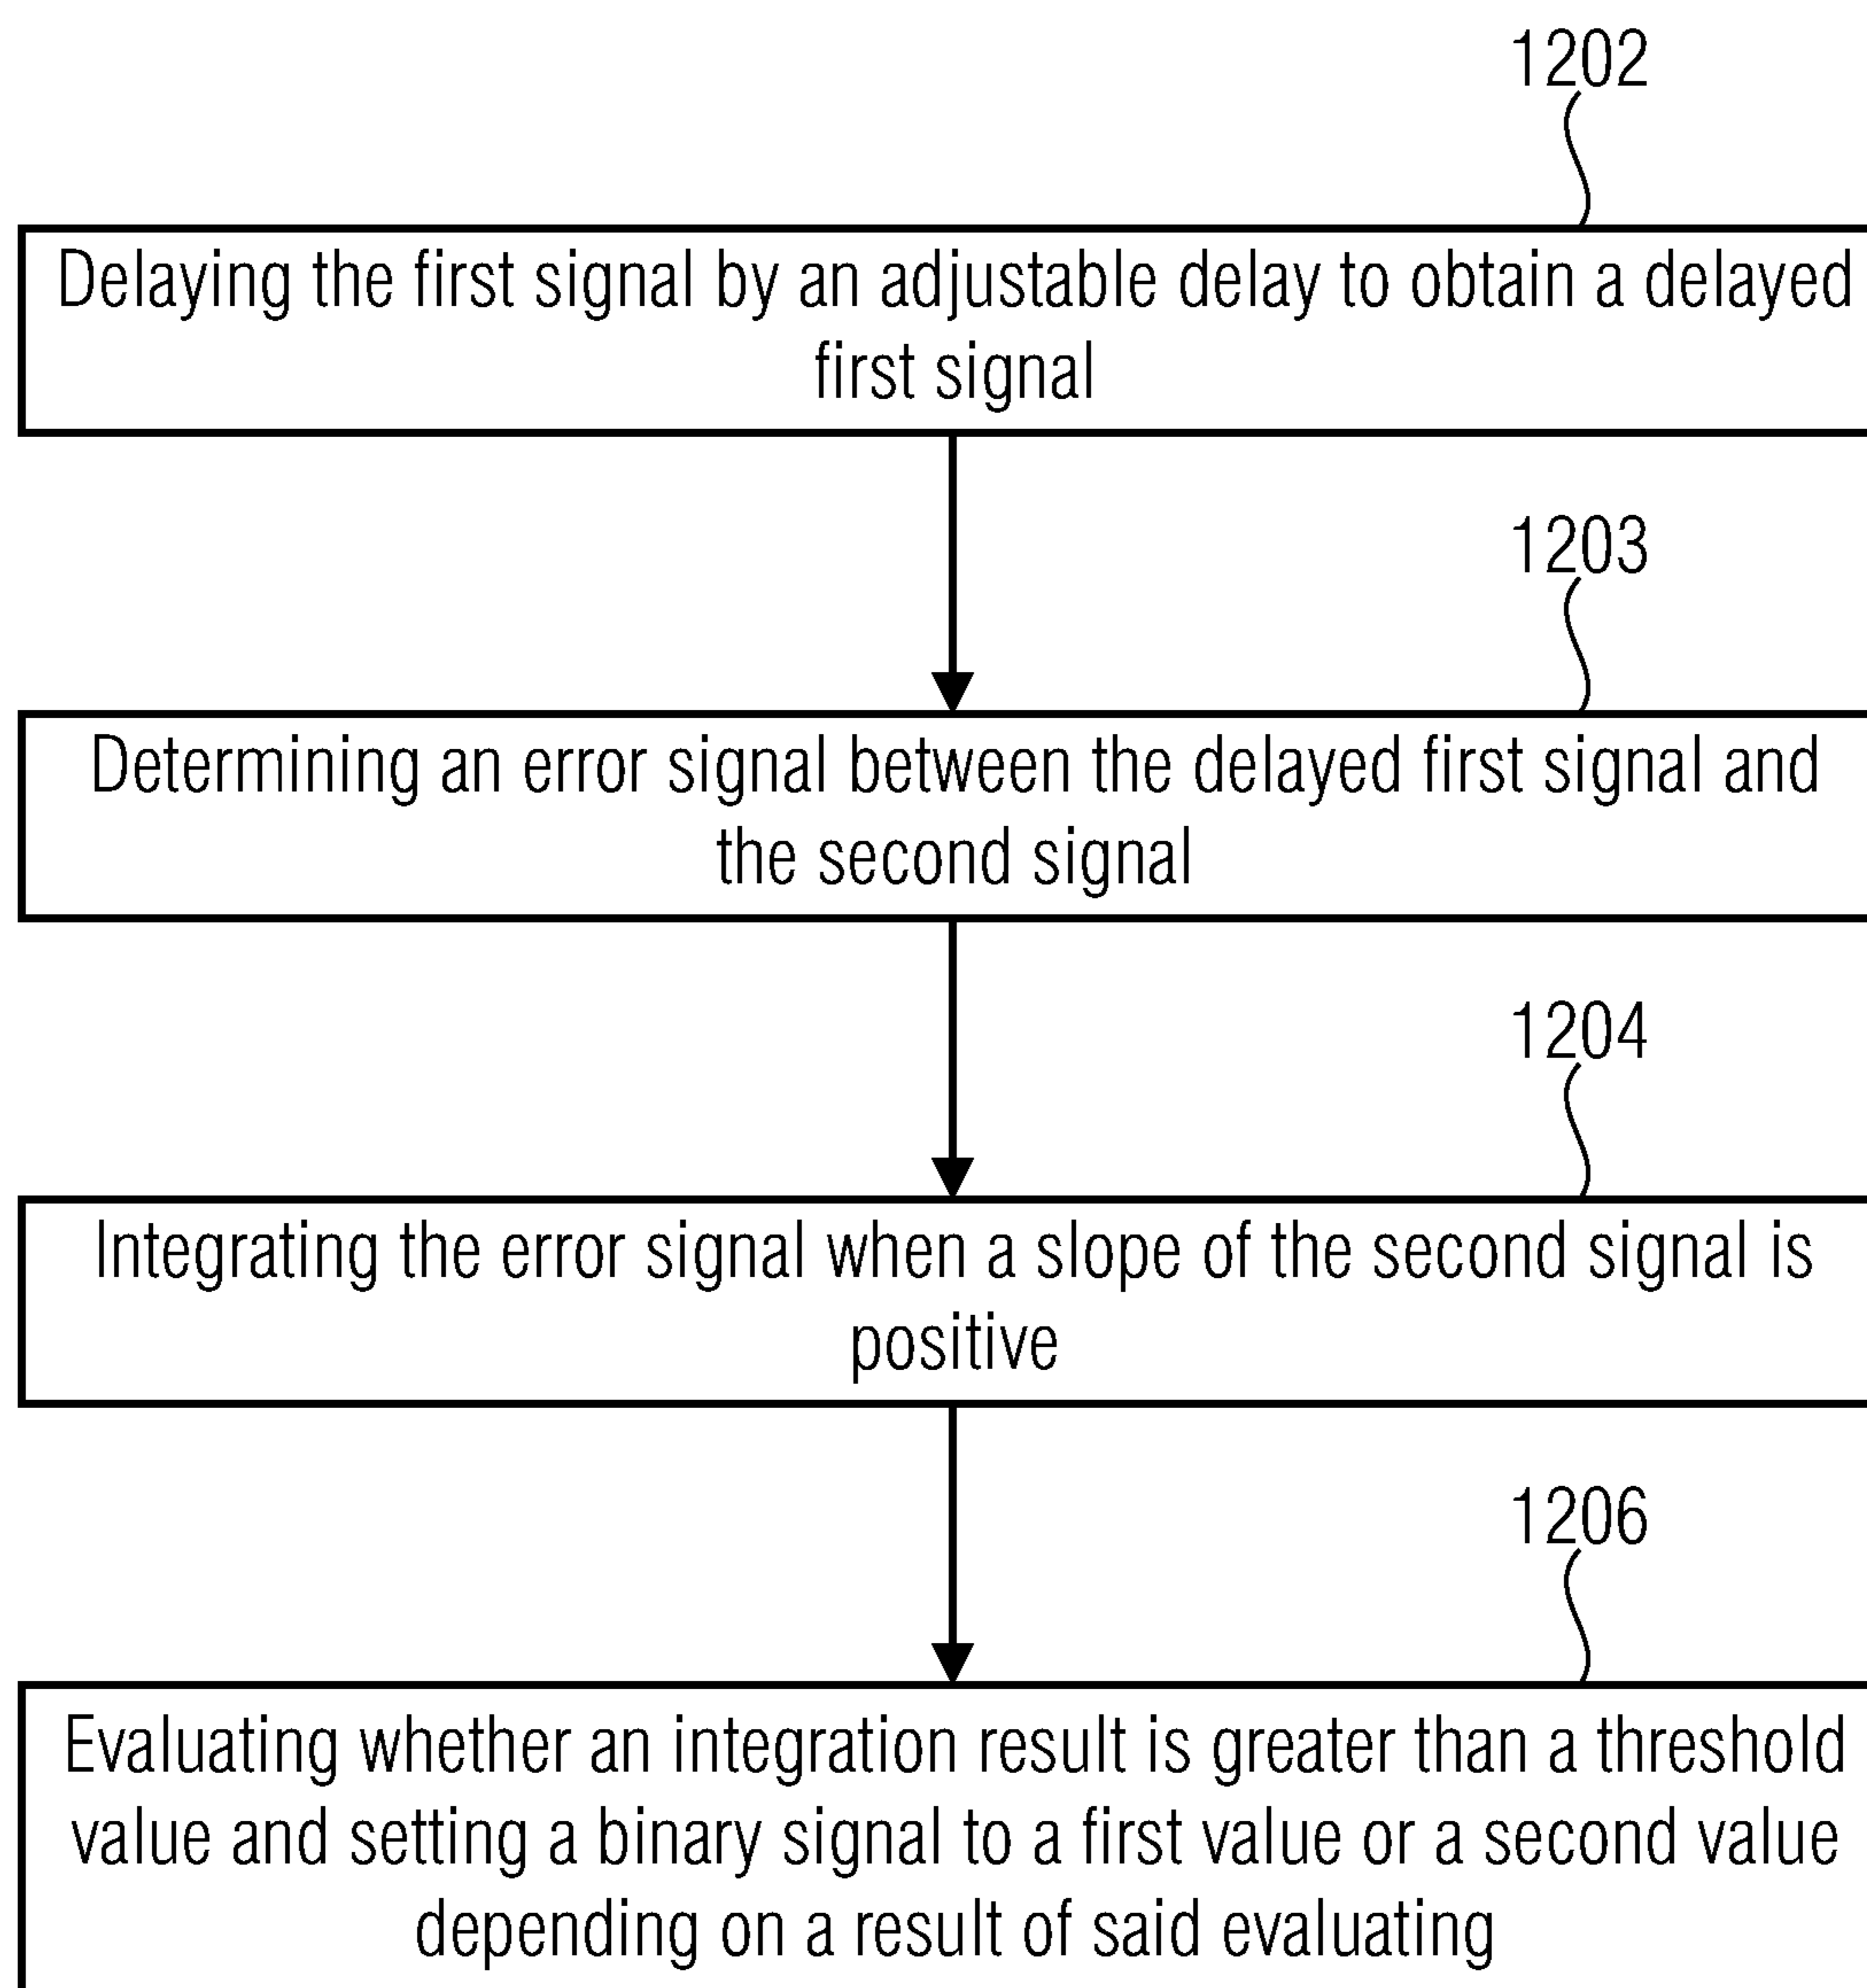 1202
Delaying the first signal by an adjustable delay to obtain a delayed
first signal
1203
Determining an error signal between the delayed first signal and
the second signal
1204
Integrating the error signal when a slope of the second signal is
positive
1206
Evaluating whether an integration result is greater than a threshold
value and setting a binary signal to a first value or a second value
depending on a result of said evaluating